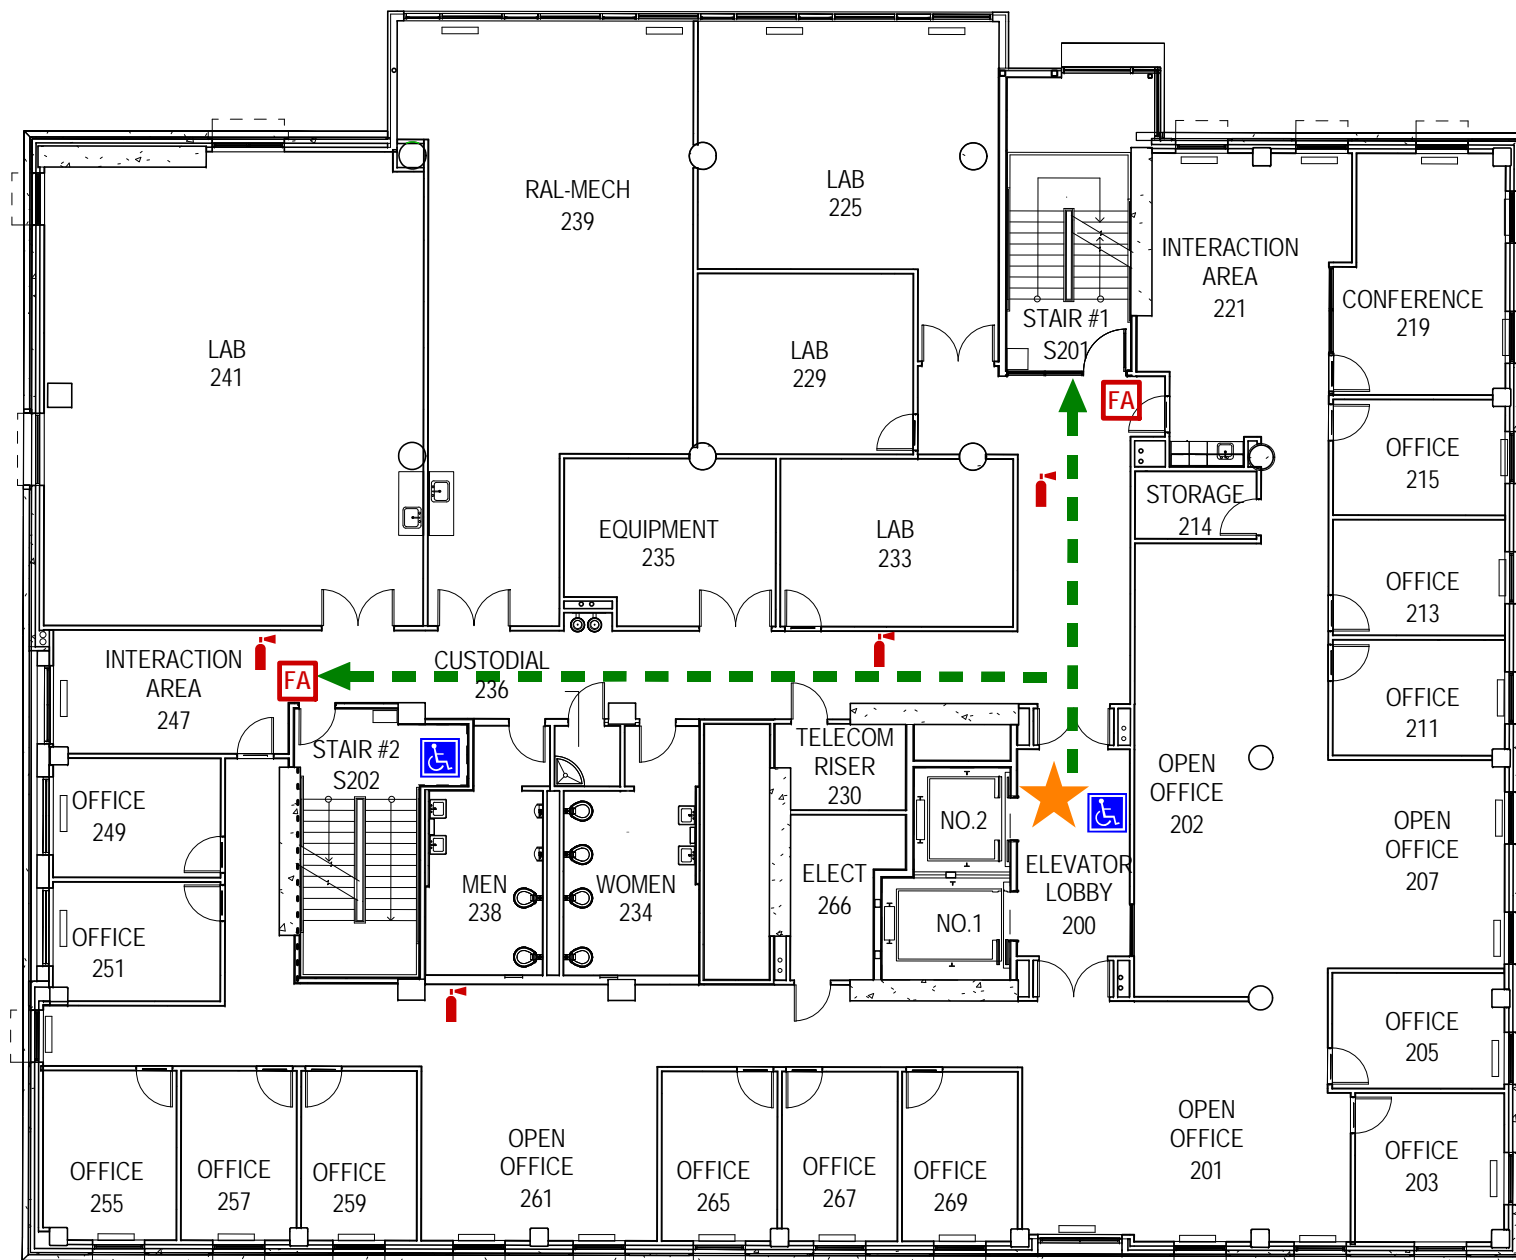 RAL-MECH
239
LAB
225
LAB
241
LAB
229
STAIR #1
S201
FA
INTERACTION
AREA
221
CONFERENCE
219
OFFICE
215
STORAGE
214
EQUIPMENT
235
LAB
233
OFFICE
213
OFFICE
211
INTERACTION
AREA
247
FA
CUSTODIAL
236
STAIR #2
S202
TELECOM
RISER
230
NO.2
NO.1
ELEVATOR
LOBBY
200
OPEN
OFFICE
202
OPEN
OFFICE
207
OFFICE
249
OFFICE
251
MEN
238
WOMEN
234
ELECT
266
OFFICE
205
OFFICE
203
OPEN
OFFICE
201
OFFICE
255
OFFICE
257
OFFICE
259
OPEN
OFFICE
261
OFFICE
265
OFFICE
267
OFFICE
269